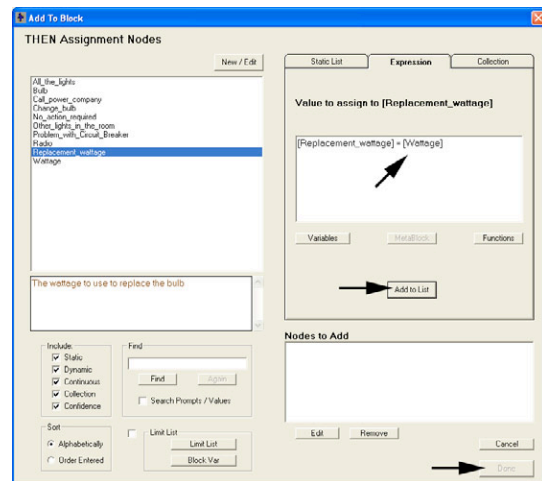 Add To Block
THEN Assignment Nodes
New / Edit
All_the_lights
Bulb
Call_power_company
Change_bulb
No_action_required
Other_lights_in_the_room
Problem_with_Circuit_Breaker
Radio
Replacement_wattage
Wattage
The wattage to use to replace the bulb
Include:
Static
Dynamic
Continuous
Collection
Confidence
Find
Find
Again
Search Prompts / Values
Sort
Alphabetically
Order Entered
Limit List
Limit List
Block Var
Static List
Expression
Collection
Value to assign to [Replacement_wattage]
[Replacement_wattage] = [Wattage]
Variables
MetaBlock
Functions
Add to List
Nodes to Add
Edit
Remove
Cancel
Done